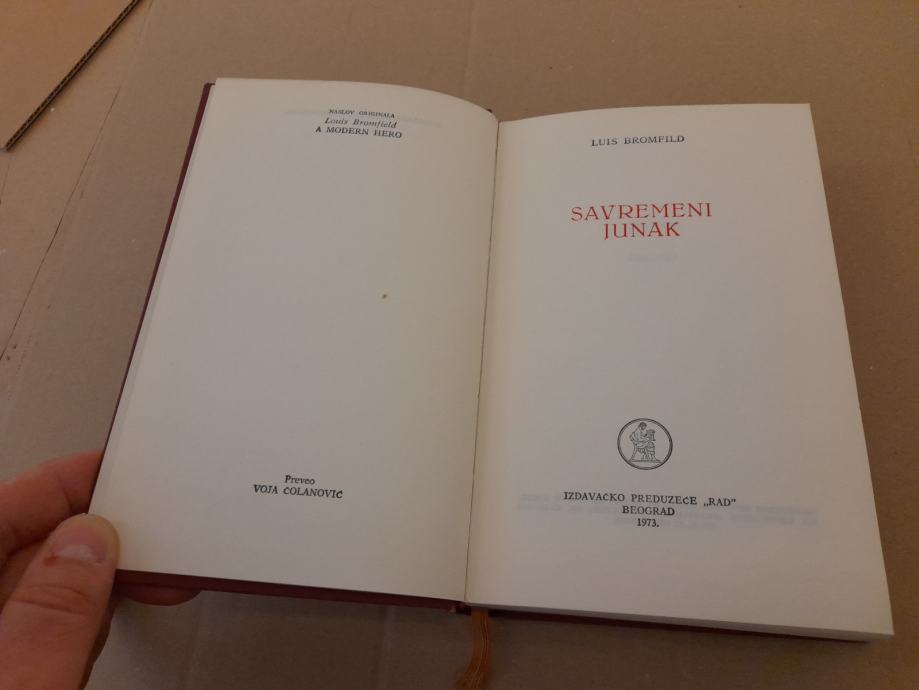 NASLOV ORIGINALA
Louis Bromfield
A MODERN HERO
Preveo
VOJA ČOLANOVIĆ
LUIS BROMFILD
SAVREMENI
JUNAK
IZDAVAČKO PREDUZEĆE „RAD"
BEOGRAD
1973.